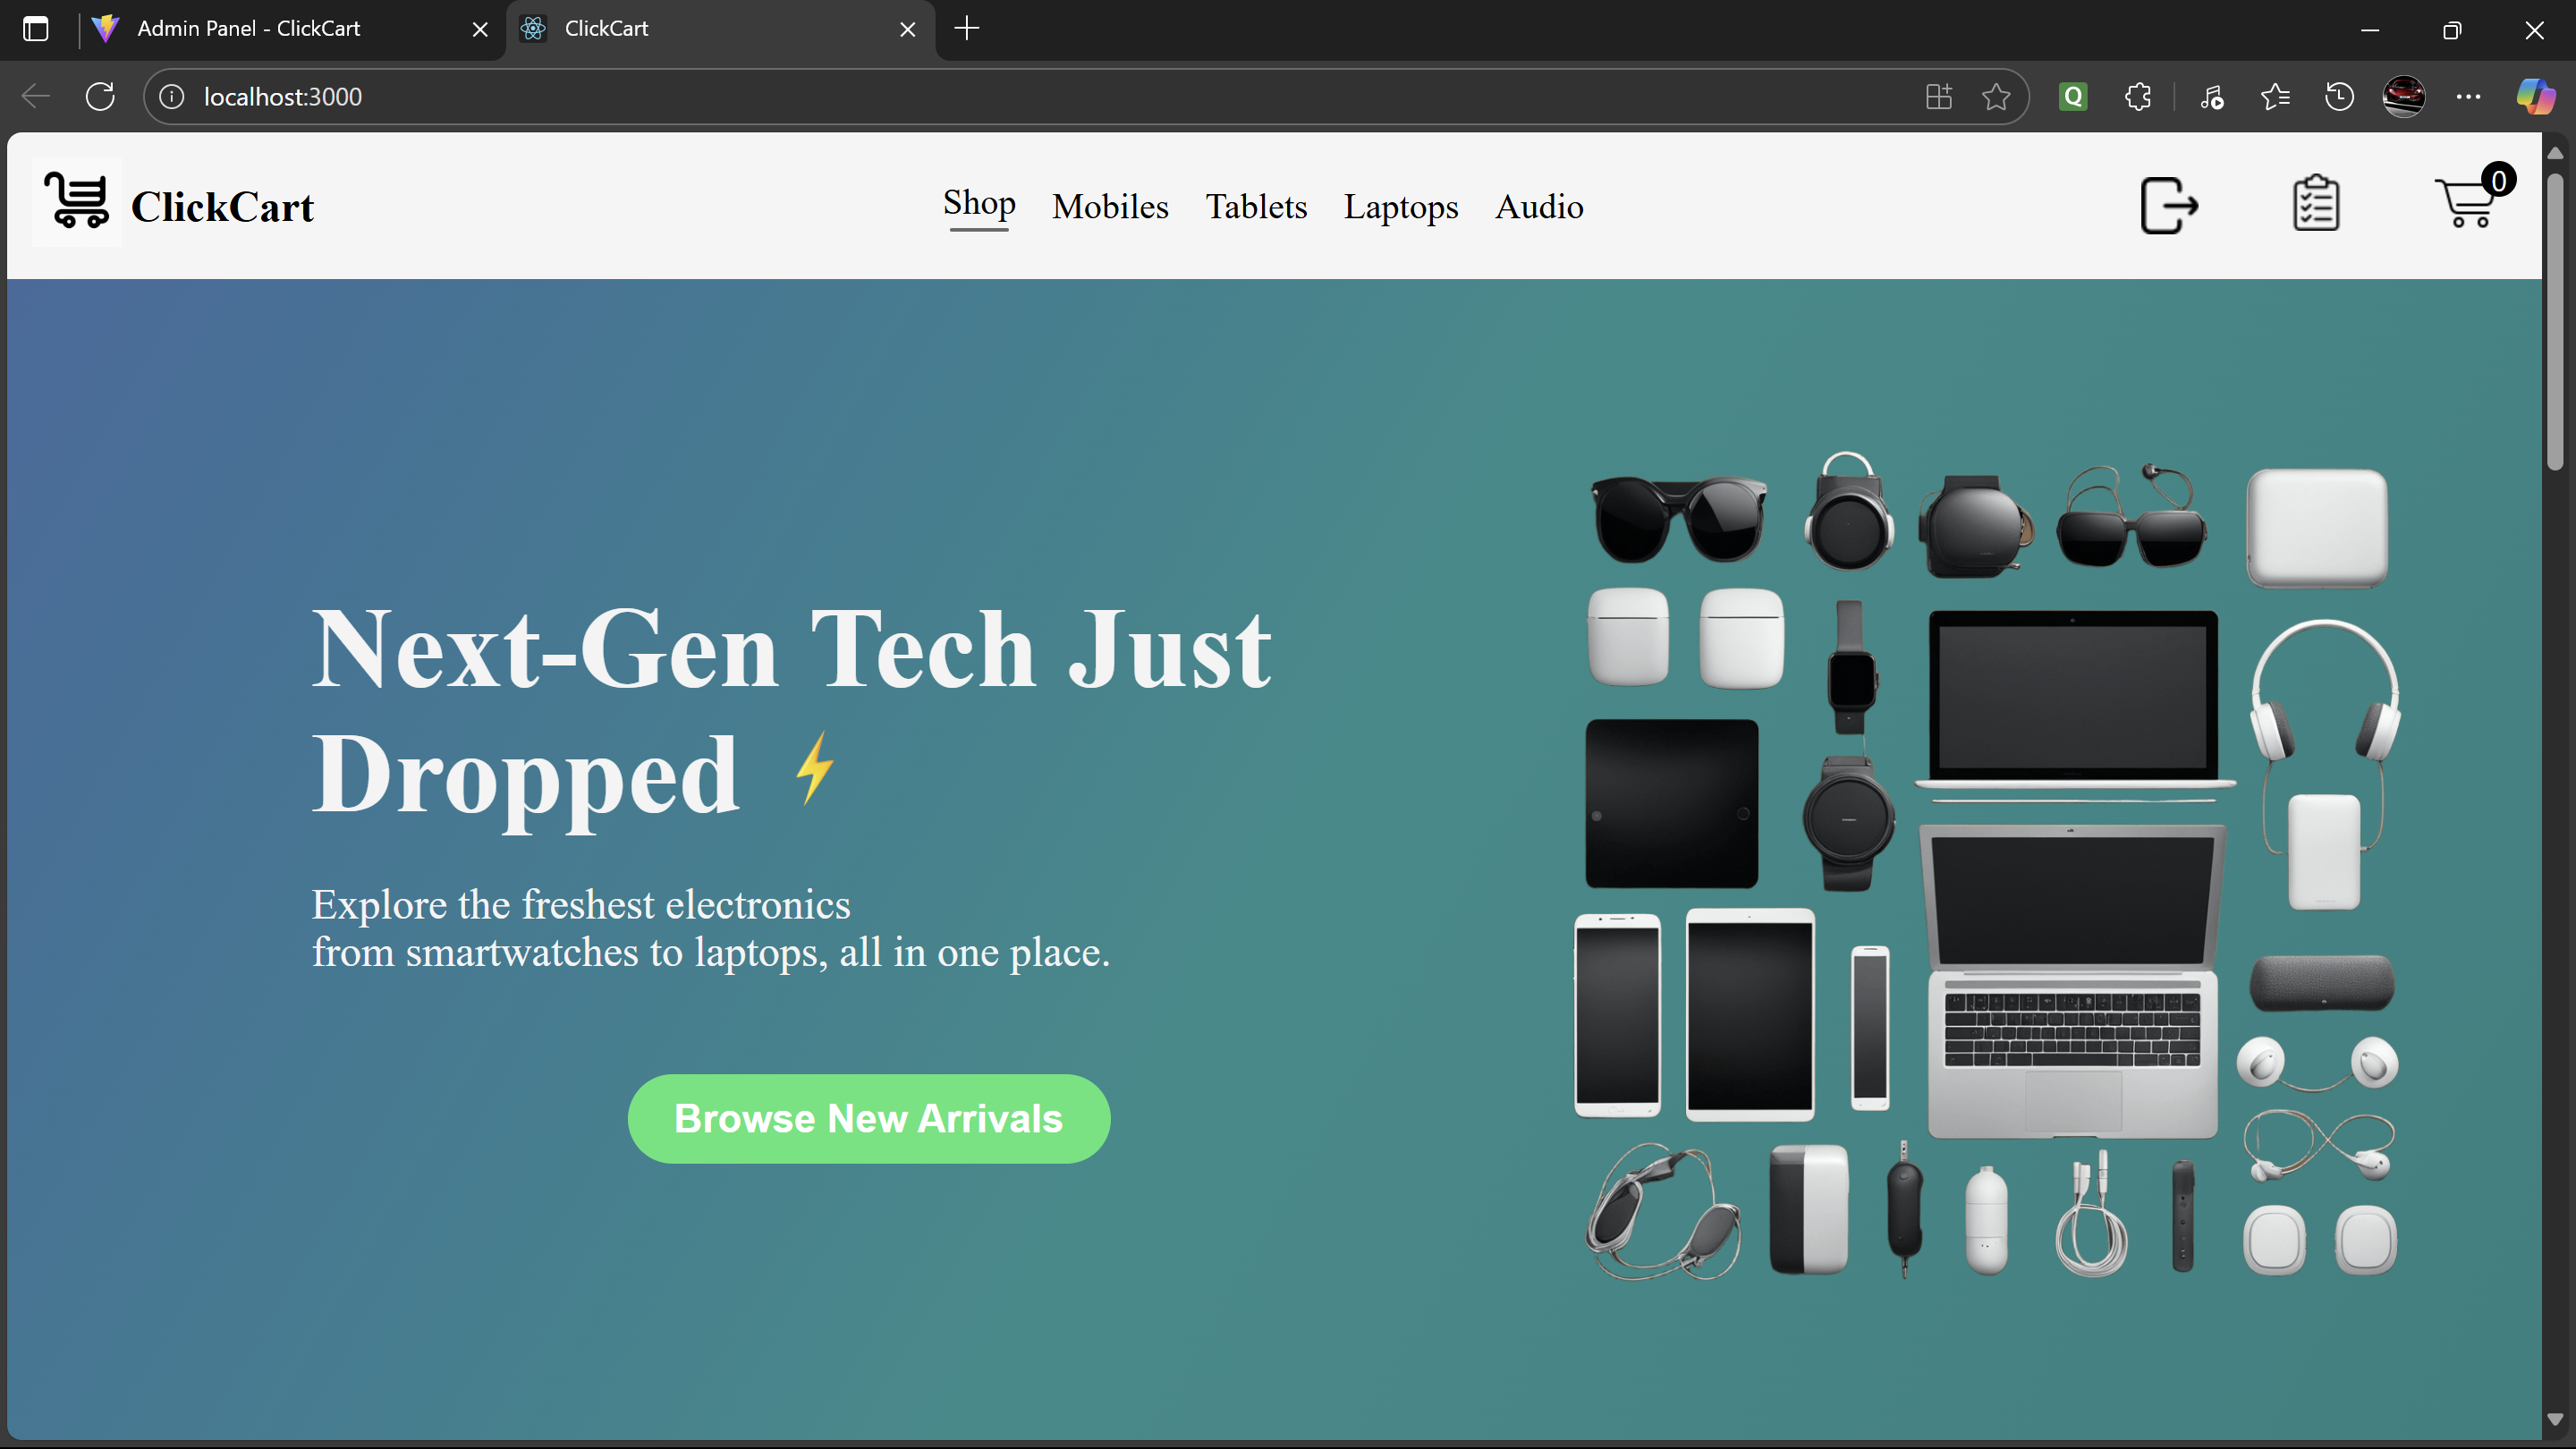 Admin Panel - ClickCart
ClickCart
localhost:3000
Q
ClickCart
Shop
Mobiles
Tablets
Laptops
Audio
0
Next-Gen Tech Just
Dropped ⚡
Explore the freshest electronics
from smartwatches to laptops, all in one place.
Browse New Arrivals